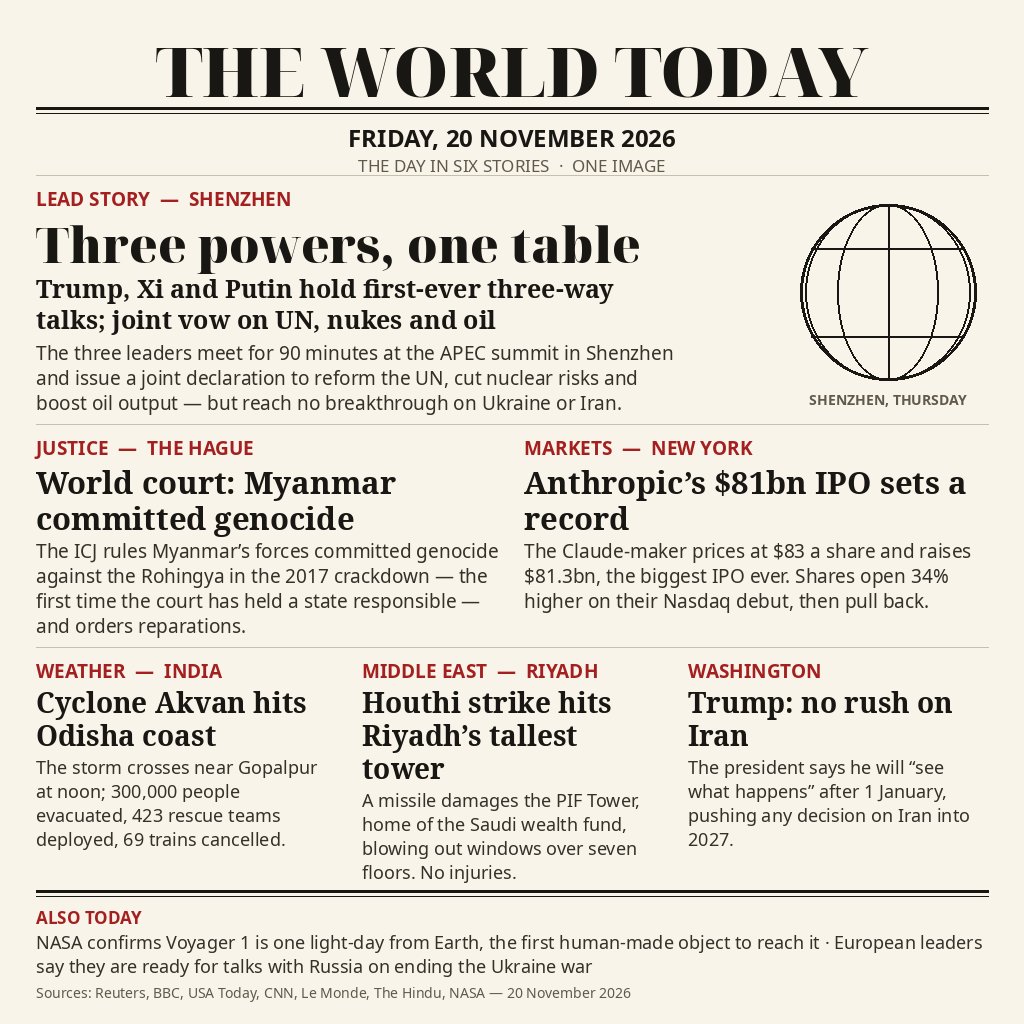 THE WORLD TODAY
FRIDAY, 20 NOVEMBER 2026
THE DAY IN SIX STORIES · ONE IMAGE
LEAD STORY — SHENZHEN
Three powers, one table
Trump, Xi and Putin hold first-ever three-way
talks; joint vow on UN, nukes and oil
The three leaders meet for 90 minutes at the APEC summit in Shenzhen
and issue a joint declaration to reform the UN, cut nuclear risks and
boost oil output — but reach no breakthrough on Ukraine or Iran.
SHENZHEN, THURSDAY
JUSTICE — THE HAGUE
World court: Myanmar
committed genocide
The ICJ rules Myanmar’s forces committed genocide
against the Rohingya in the 2017 crackdown — the
first time the court has held a state responsible —
and orders reparations.
MARKETS — NEW YORK
Anthropic’s $81bn IPO sets a
record
The Claude-maker prices at $83 a share and raises
$81.3bn, the biggest IPO ever. Shares open 34%
higher on their Nasdaq debut, then pull back.
WEATHER — INDIA
Cyclone Akvan hits
Odisha coast
The storm crosses near Gopalpur
at noon; 300,000 people
evacuated, 423 rescue teams
deployed, 69 trains cancelled.
MIDDLE EAST — RIYADH
Houthi strike hits
Riyadh’s tallest
tower
A missile damages the PIF Tower,
home of the Saudi wealth fund,
blowing out windows over seven
floors. No injuries.
WASHINGTON
Trump: no rush on
Iran
The president says he will “see
what happens” after 1 January,
pushing any decision on Iran into
2027.
ALSO TODAY
NASA confirms Voyager 1 is one light-day from Earth, the first human-made object to reach it · European leaders
say they are ready for talks with Russia on ending the Ukraine war
Sources: Reuters, BBC, USA Today, CNN, Le Monde, The Hindu, NASA — 20 November 2026